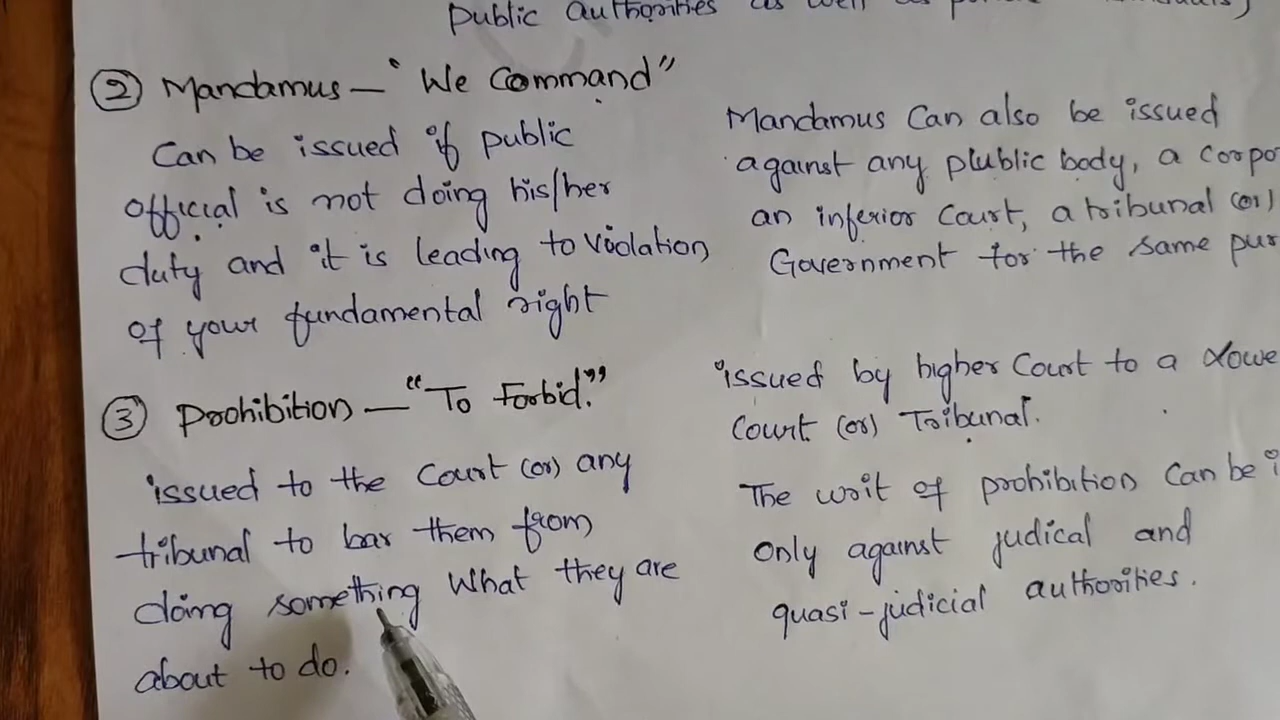 Public Authorities as well as
② Mandamus — "We Command"
Can be issued if public
official is not doing his/her
duty and it is leading to violation
of your fundamental right
Mandamus Can also be issued
against any plublic body, a corpo
an inferior Court, a tribunal (or)
Government for the same pur
③ Prohibition — "To Forbid."
issued to the Court (or) any
tribunal to bar them from
doing something What they are
about to do.
issued by higher Court to a Lowe
Court (or) Tribunal.
The writ of prohibition Can be i
only against judical and
quasi-judicial authorities.